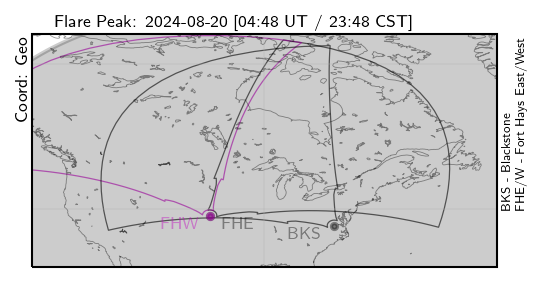 Flare Peak: 2024-08-20 [04:48 UT / 23:48 CST]
Coord: Geo
FHW
FHE
BKS
BKS - Blackstone
FHE/W - Fort Hays East/West